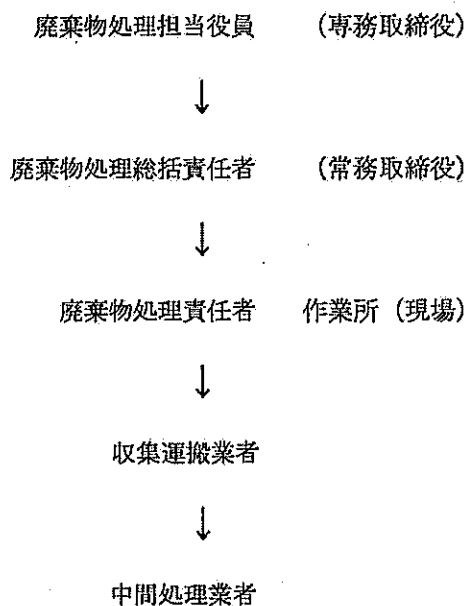 廃棄物処理担当役員 (専務取締役)
↓
廃棄物処理総括責任者 (常務取締役)
↓
廃棄物処理責任者 作業所 (現場)
↓
収集運搬業者
↓
中間処理業者